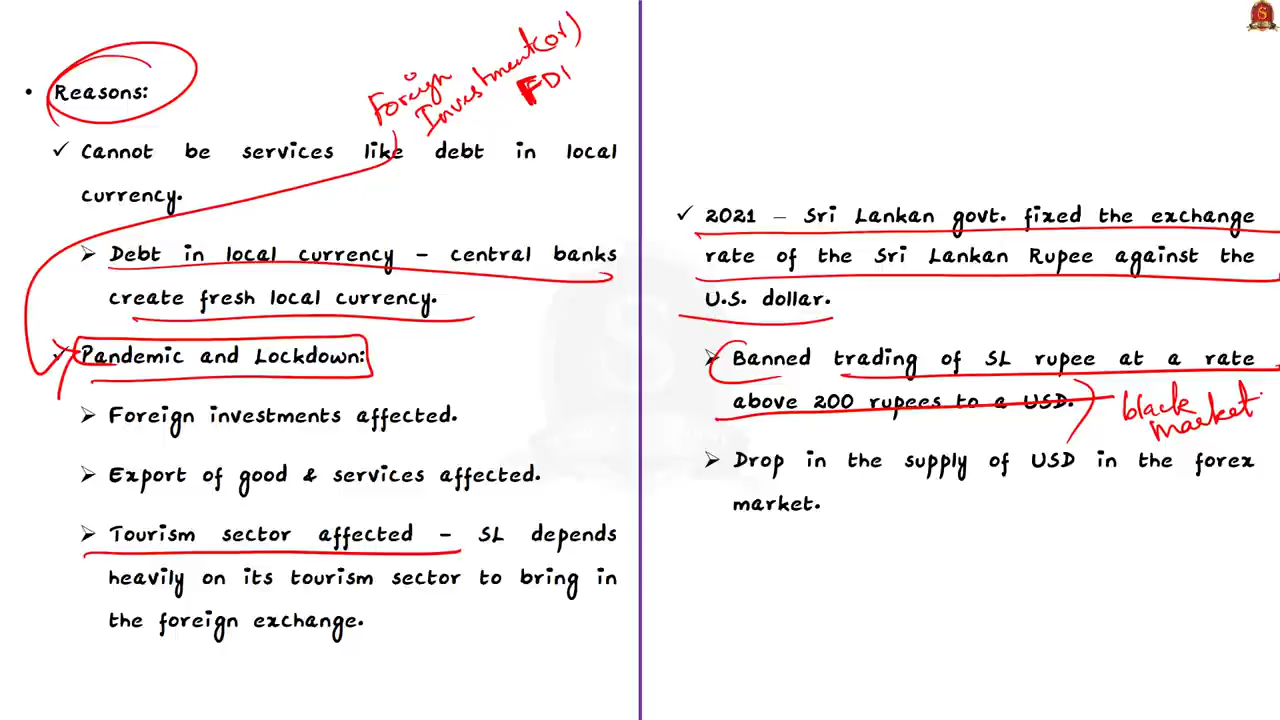 • Reasons:
Foreign
Investment (or)
FDI
✓ Cannot be services like debt in local
currency.
➢ Debt in local currency – central banks
create fresh local currency.
✓ Pandemic and Lockdown:
➢ Foreign investments affected.
➢ Export of good & services affected.
➢ Tourism sector affected – SL depends
heavily on its tourism sector to bring in
the foreign exchange.
✓ 2021 – Sri Lankan govt. fixed the exchange
rate of the Sri Lankan Rupee against the
U.S. dollar.
➢ Banned trading of SL rupee at a rate
above 200 rupees to a USD.
black
market
➢ Drop in the supply of USD in the forex
market.
S